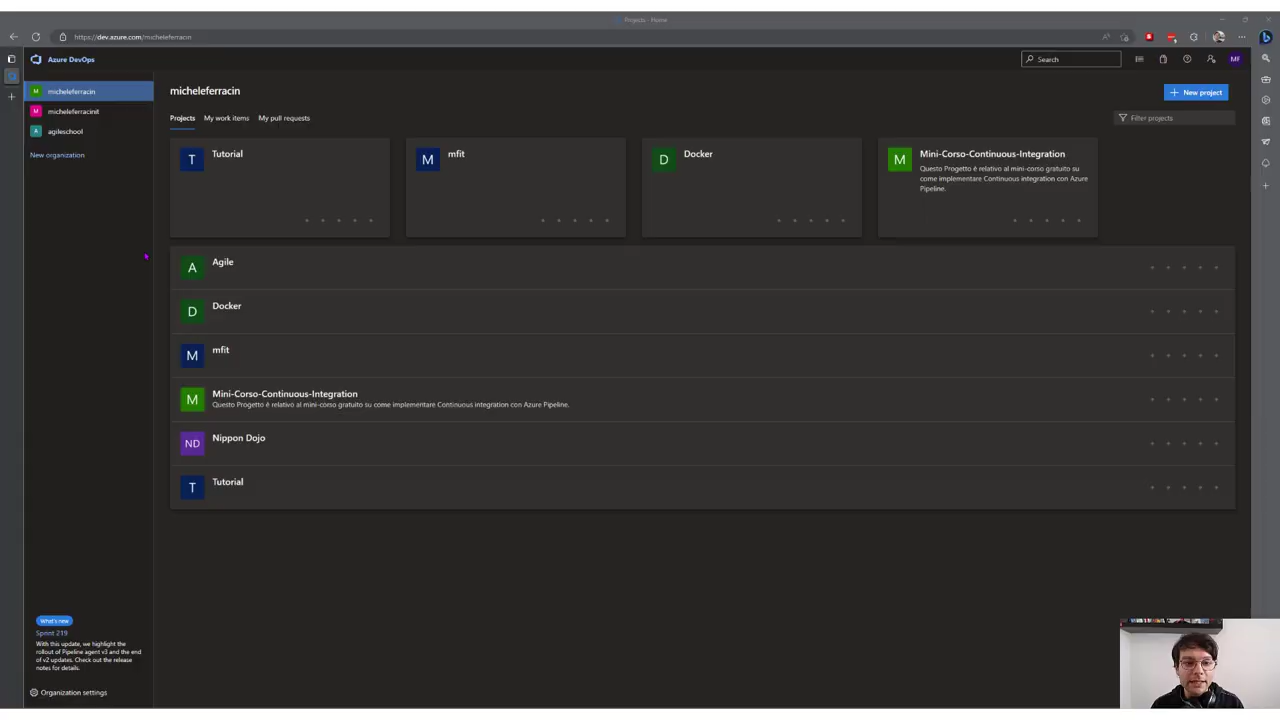 Projects - Home
https://dev.azure.com/micheleferracin
Azure DevOps
Search
MF
M micheleferracin
M micheleferracinit
A agileschool
New organization
micheleferracin
New project
Projects My work items My pull requests
Filter projects
T Tutorial
M mfit
D Docker
M Mini-Corso-Continuous-Integration
Questo Progetto è relativo al mini-corso gratuito su
come implementare Continuous integration con Azure
Pipeline.
A Agile
D Docker
M mfit
M Mini-Corso-Continuous-Integration
Questo Progetto è relativo al mini-corso gratuito su come implementare Continuous integration con Azure Pipeline.
ND Nippon Dojo
T Tutorial
What's new
Sprint 219
With this update, we highlight the
rollout of Pipeline agent v3 and the end
of v2 updates. Check out the release
notes for details.
Organization settings